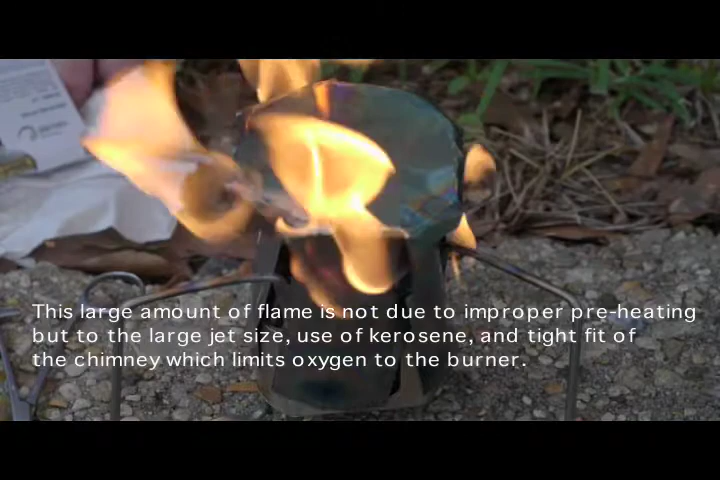 This large amount of flame is not due to improper pre-heating
but to the large jet size, use of kerosene, and tight fit of
the chimney which limits oxygen to the burner.